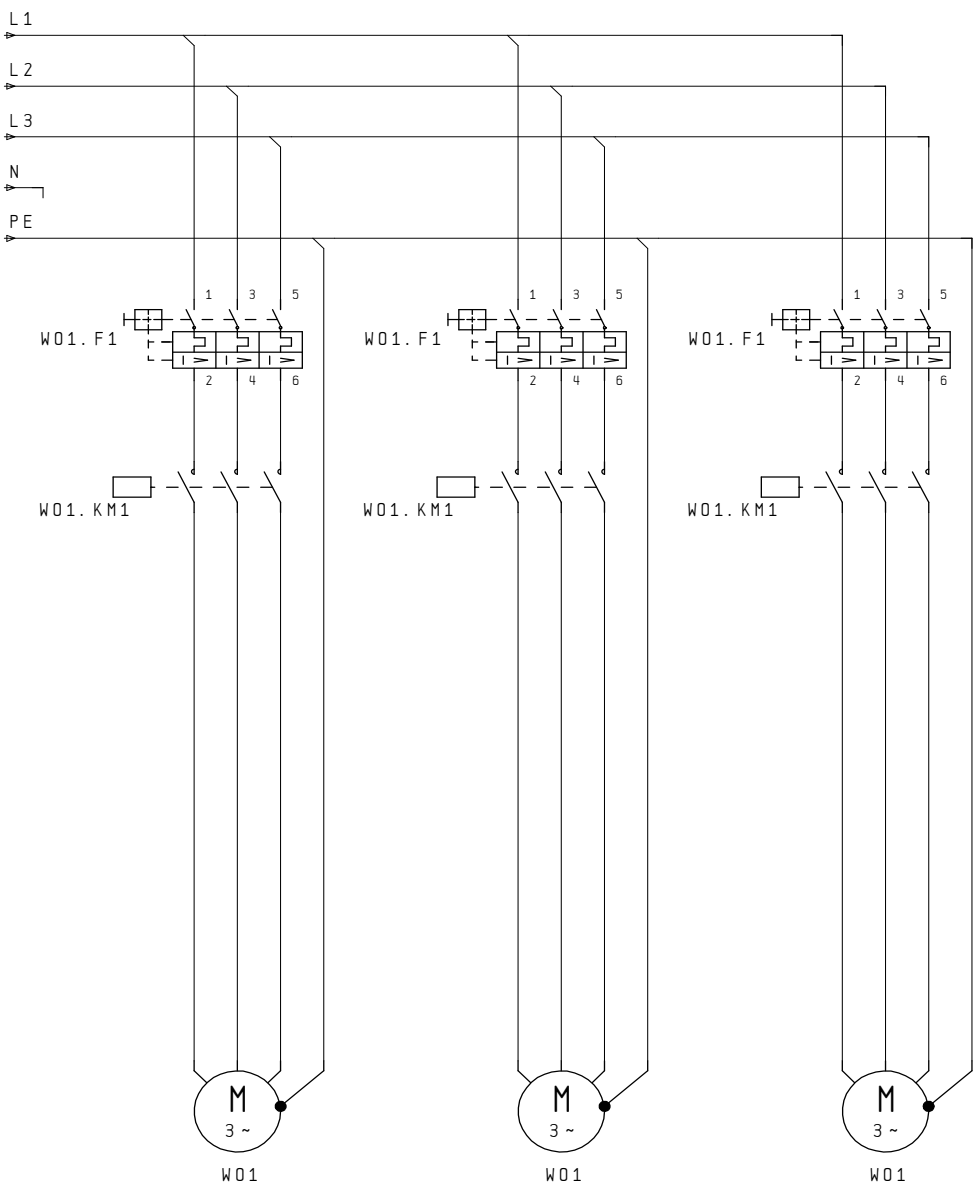 L1
L2
L3
N
PE
1 3 5 1 3 5 1 3 5
W01.F1 W01.F1 W01.F1
I> I> I> I> I> I> I> I> I>
2 4 6 2 4 6 2 4 6
W01.KM1 W01.KM1 W01.KM1
M M M
3~ 3~ 3~
W01 W01 W01